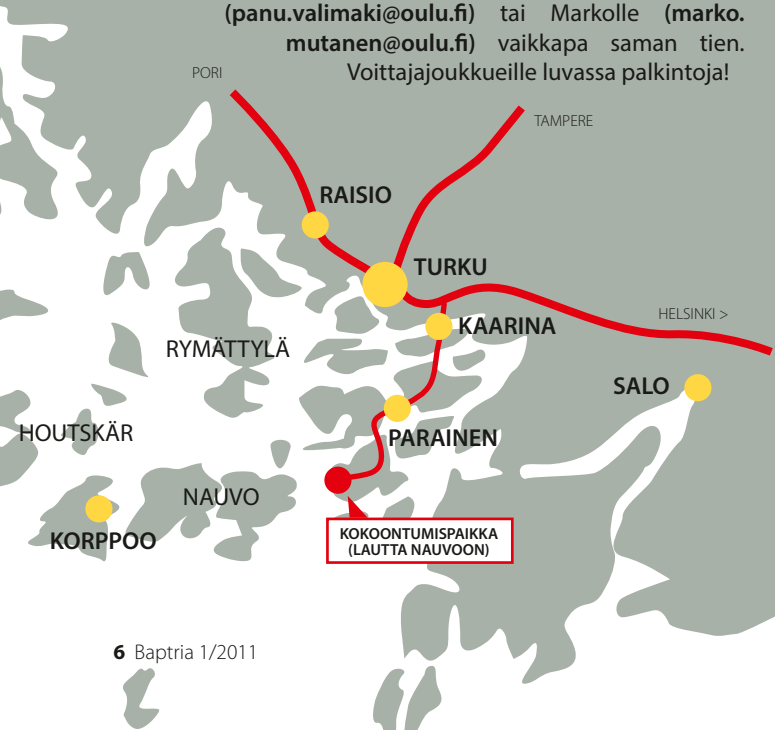 (panu.valimaki@oulu.fi) tai Markolle (marko.
mutanen@oulu.fi) vaikkapa saman tien.
Voittajajoukkueille luvassa palkintoja!
PORI
TAMPERE
RAISIO
TURKU
HELSINKI >
KAARINA
RYMÄTTYLÄ
SALO
HOUTSKÄR
PARAINEN
NAUVO
KORPPOO
KOKOONTUMISPAIKKA
(LAUTTA NAUVOON)
6 Baptria 1/2011